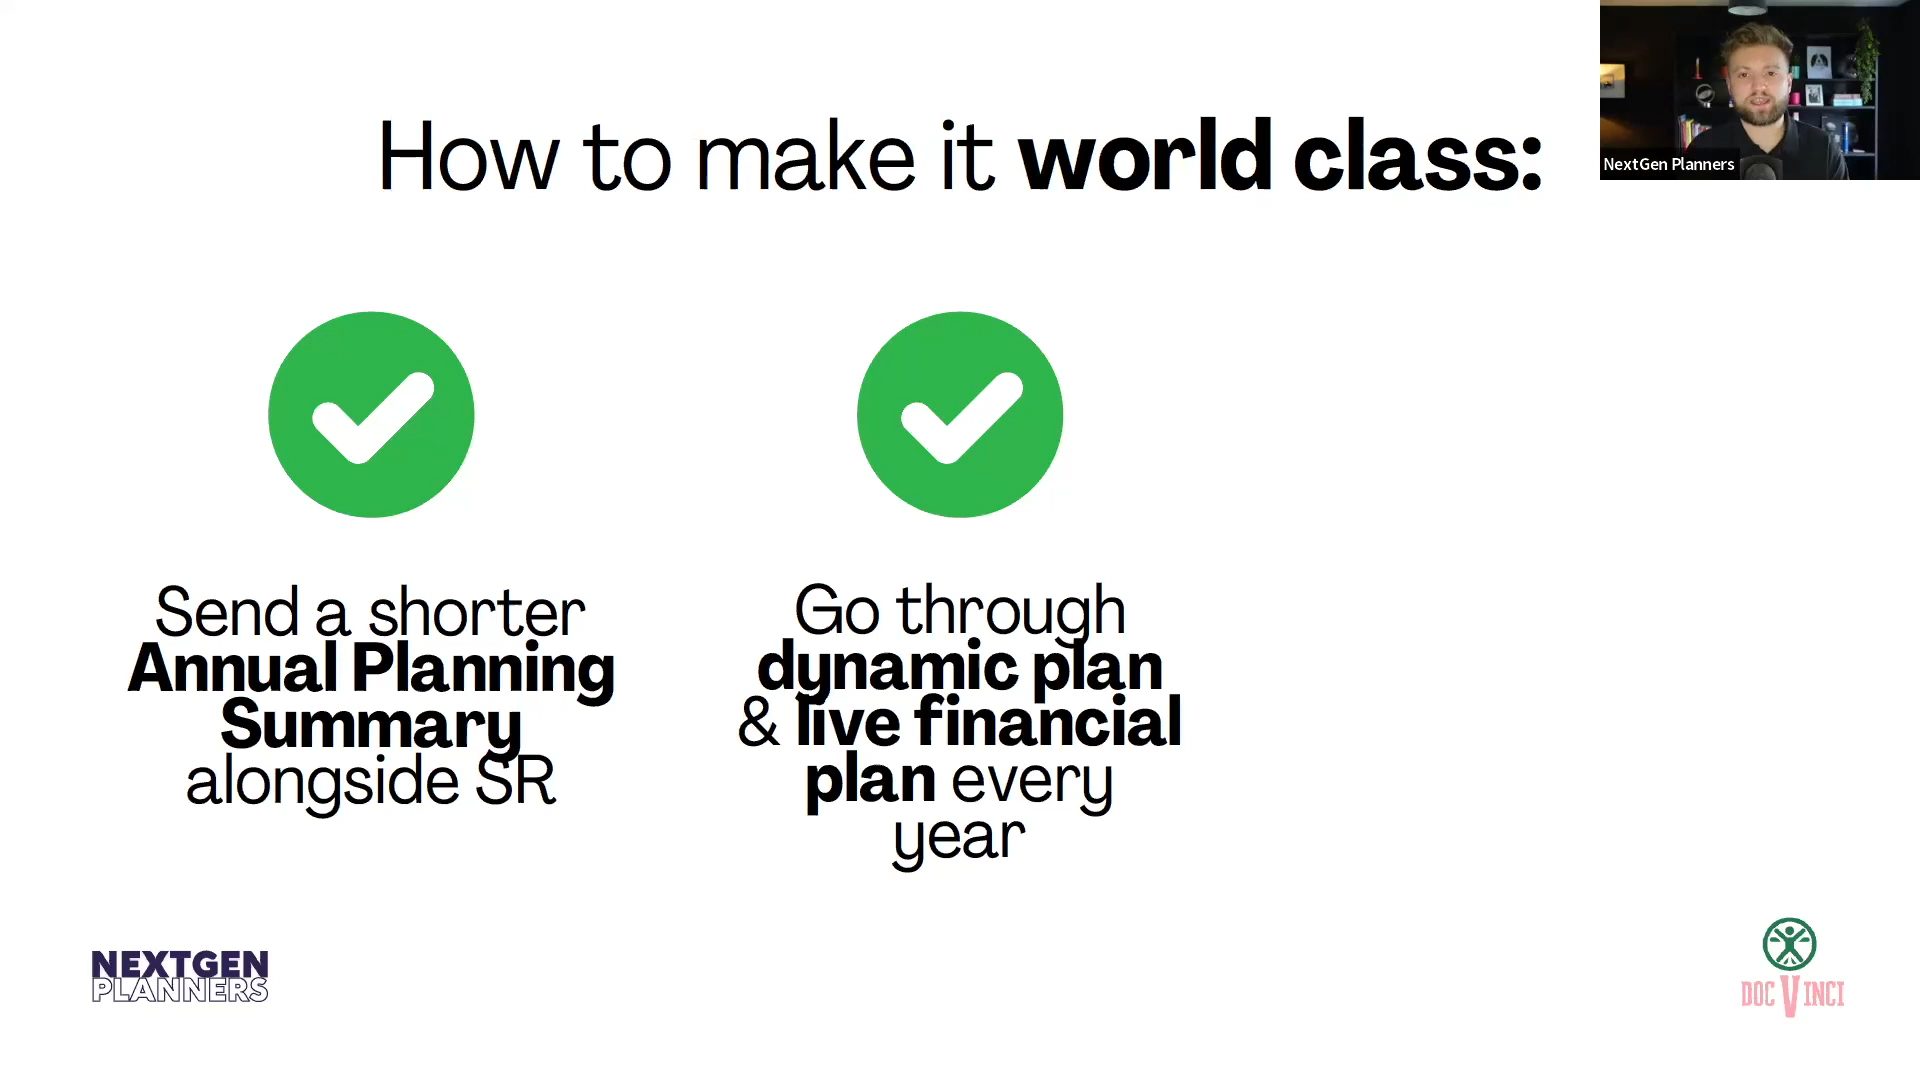 How to make it world class:
NextGen Planners
Send a shorter
Annual Planning
Summary
alongside SR
Go through
dynamic plan
& live financial
plan every
year
NEXTGEN
PLANNERS
DOC VINCI